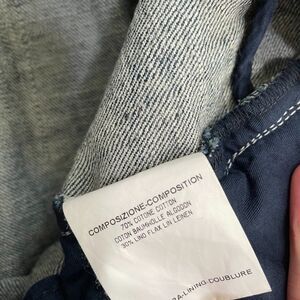 COMPOSIZIONE-COMPOSITION
70% COTONE COTTON
COTON BAUMWOLLE ALGODON
30% LINO FLAX LIN LEINEN
RA-LINING-DOUBLURE